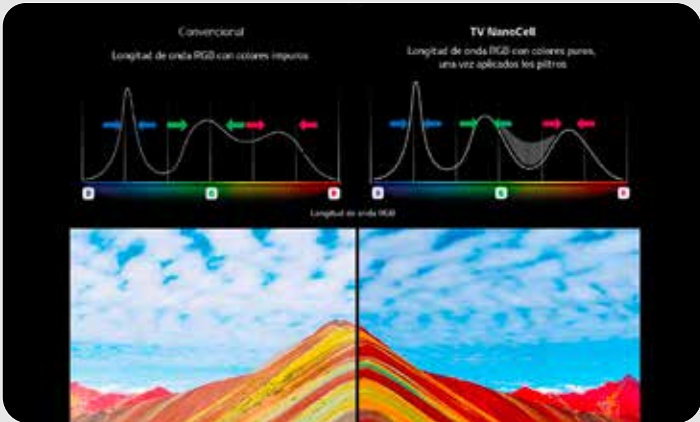 Convencional
Longitud de onda RGB con colores impuros
TV NanoCell
Longitud de onda RGB con colores puros,
una vez aplicados los piltros
B
G
R
B
G
R
Longitud de onda RGB